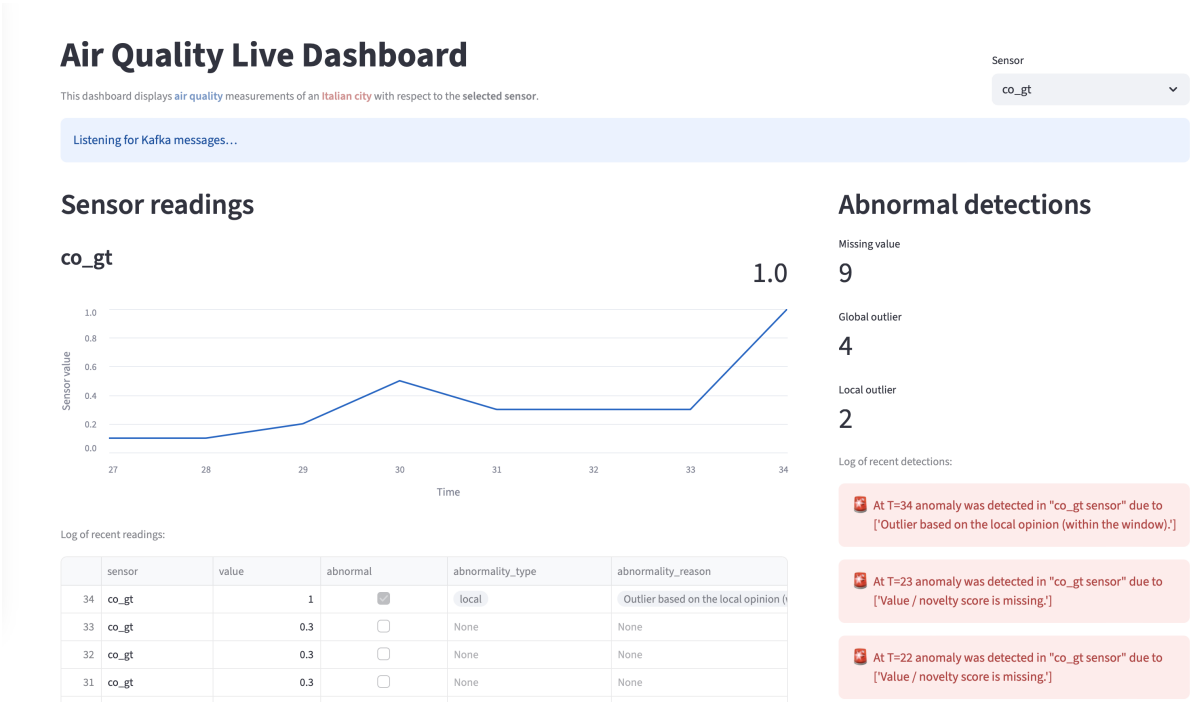 Air Quality Live Dashboard
This dashboard displays air quality measurements of an Italian city with respect to the selected sensor.
Sensor
co_gt
Listening for Kafka messages…
Sensor readings
co_gt
1.0
1.0
0.8
0.6
0.4
0.2
0.0
Sensor value
27 28 29 30 31 32 33 34
Time
Log of recent readings:
sensor value abnormal abnormality_type abnormality_reason
34 co_gt 1 local Outlier based on the local opinion (
33 co_gt 0.3 None None
32 co_gt 0.3 None None
31 co_gt 0.3 None None
Abnormal detections
Missing value
9
Global outlier
4
Local outlier
2
Log of recent detections:
At T=34 anomaly was detected in "co_gt sensor" due to
['Outlier based on the local opinion (within the window).']
At T=23 anomaly was detected in "co_gt sensor" due to
['Value / novelty score is missing.']
At T=22 anomaly was detected in "co_gt sensor" due to
['Value / novelty score is missing.']